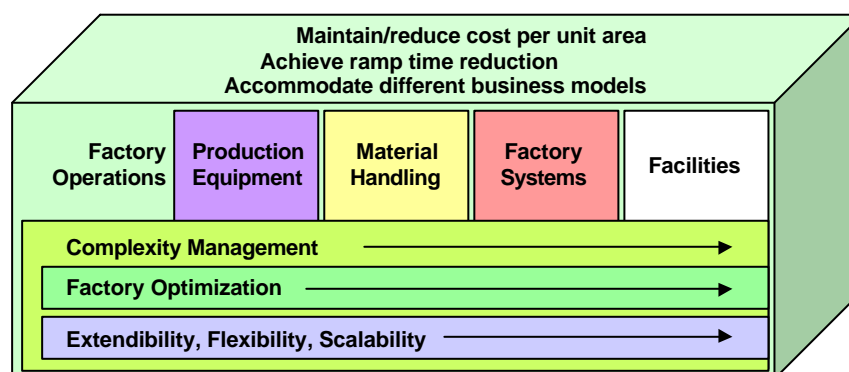 Maintain/reduce cost per unit area
Achieve ramp time reduction
Accommodate different business models
Factory
Operations
Production
Equipment
Material
Handling
Factory
Systems
Facilities
Complexity Management
Factory Optimization
Extendibility, Flexibility, Scalability